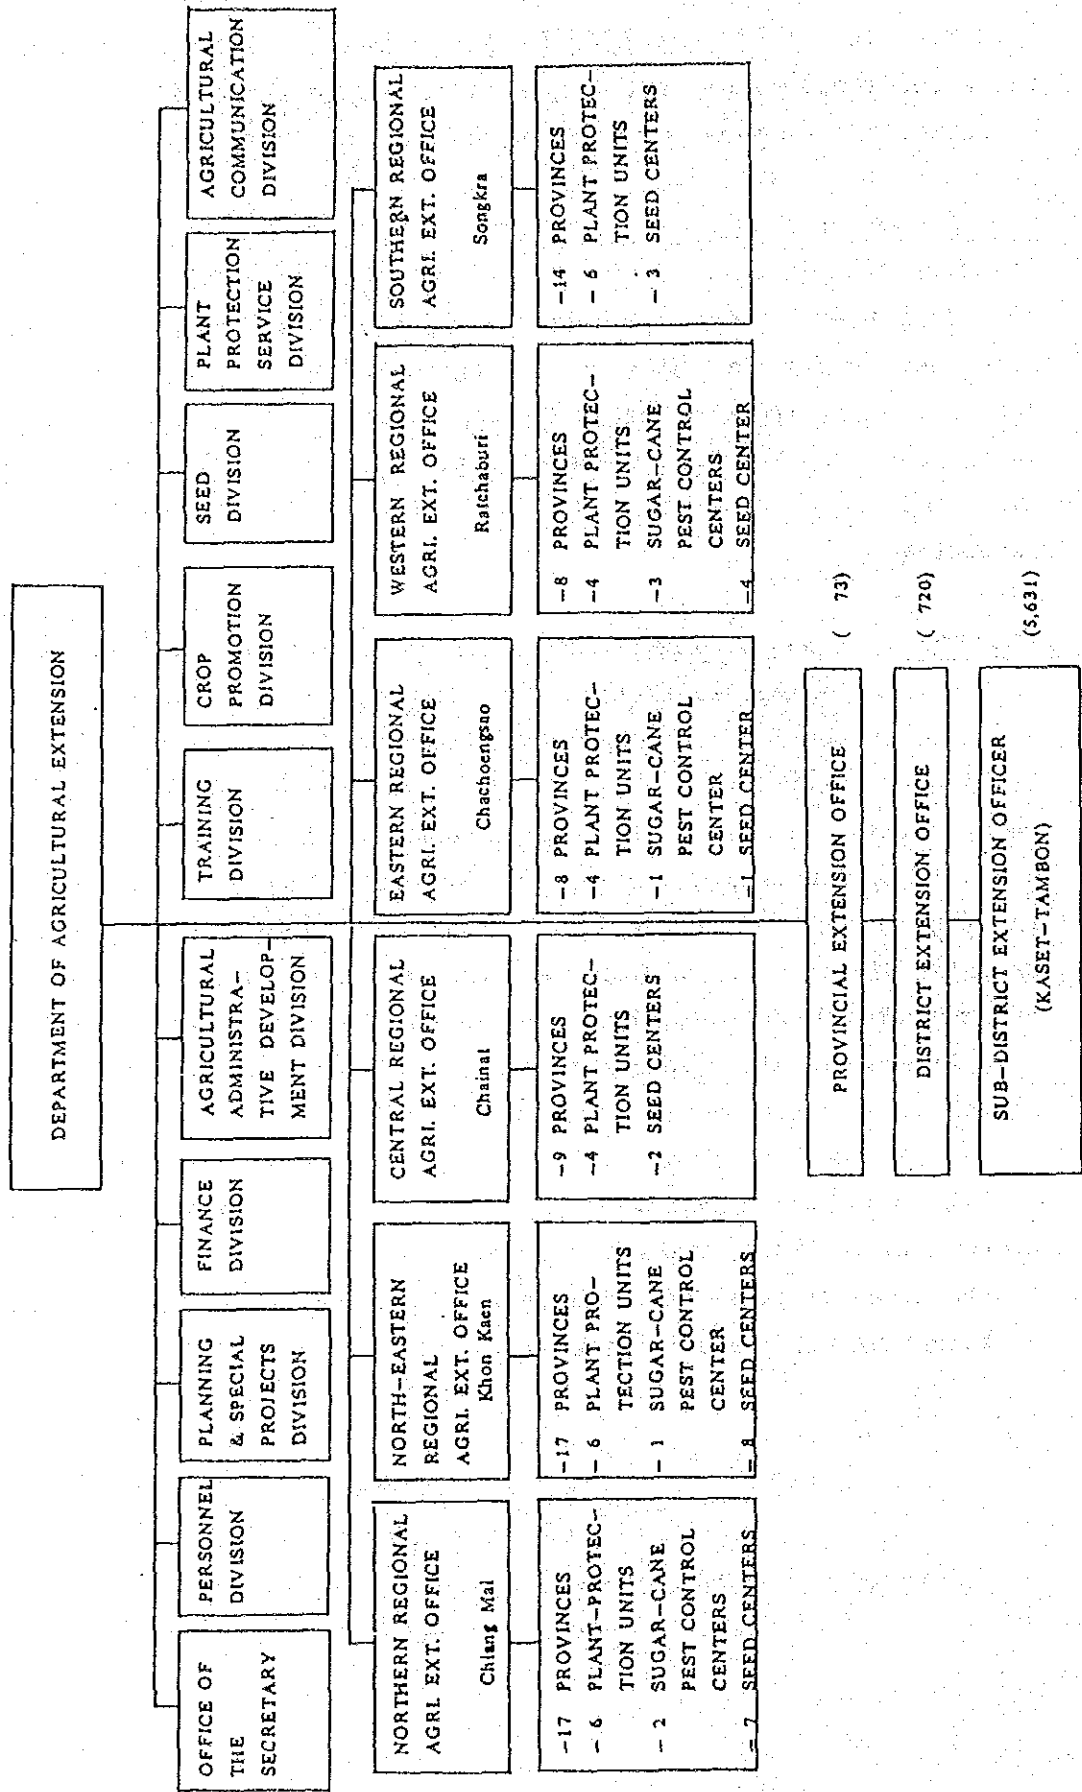 DEPARTMENT OF AGRICULTURAL EXTENSION
OFFICE OF
THE
SECRETARY
PERSONNEL
DIVISION
PLANNING
& SPECIAL
PROJECTS
DIVISION
FINANCE
DIVISION
AGRICULTURAL
ADMINISTRA-
TIVE DEVELOP-
MENT DIVISION
TRAINING
DIVISION
CROP
PROMOTION
DIVISION
SEED
DIVISION
PLANT
PROTECTION
SERVICE
DIVISION
AGRICULTURAL
COMMUNICATION
DIVISION
NORTHERN REGIONAL
AGRI. EXT. OFFICE
Chiang Mai
NORTH-EASTERN
REGIONAL
AGRI. EXT. OFFICE
Khon Kaen
CENTRAL REGIONAL
AGRI. EXT. OFFICE
Chainat
EASTERN REGIONAL
AGRI. EXT. OFFICE
Chachoengsao
WESTERN REGIONAL
AGRI. EXT. OFFICE
Ratchaburi
SOUTHERN REGIONAL
AGRI. EXT. OFFICE
Songkra
-17 PROVINCES
- 6 PLANT-PROTEC-
TION UNITS
- 2 SUGAR-CANE
PEST CONTROL
CENTERS
- 7 SEED CENTERS
-17 PROVINCES
- 6 PLANT PRO-
TECTION UNITS
- 1 SUGAR-CANE
PEST CONTROL
CENTER
- 8 SEED CENTERS
-9 PROVINCES
-4 PLANT PROTEC-
TION UNITS
-2 SEED CENTERS
-8 PROVINCES
-4 PLANT PROTEC-
TION UNITS
-1 SUGAR-CANE
PEST CONTROL
CENTER
-1 SEED CENTER
-8 PROVINCES
-4 PLANT PROTEC-
TION UNITS
-3 SUGAR-CANE
PEST CONTROL
CENTERS
-4 SEED CENTER
-14 PROVINCES
- 6 PLANT PROTEC-
TION UNITS
- 3 SEED CENTERS
PROVINCIAL EXTENSION OFFICE ( 73)
DISTRICT EXTENSION OFFICE ( 720)
SUB-DISTRICT EXTENSION OFFICER (5,631)
(KASET-TAMBON)